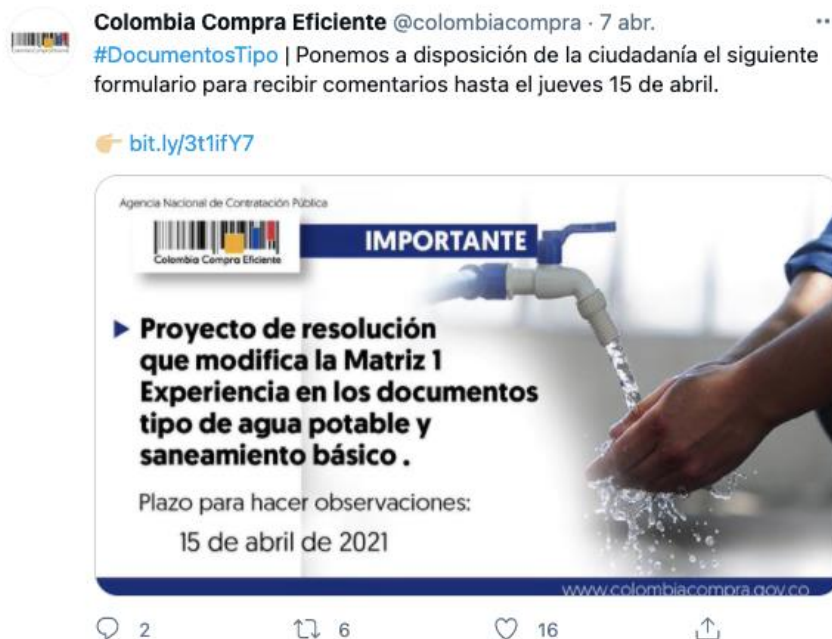 Colombia Compra Eficiente @colombiacompra · 7 abr.
#DocumentosTipo | Ponemos a disposición de la ciudadanía el siguiente
formulario para recibir comentarios hasta el jueves 15 de abril.
bit.ly/3t1ifY7
Agencia Nacional de Contratación Pública
Colombia Compra Eficiente
IMPORTANTE
Proyecto de resolución
que modifica la Matriz 1
Experiencia en los documentos
tipo de agua potable y
saneamiento básico .
Plazo para hacer observaciones:
15 de abril de 2021
www.colombiacompra.gov.co
2 6 16